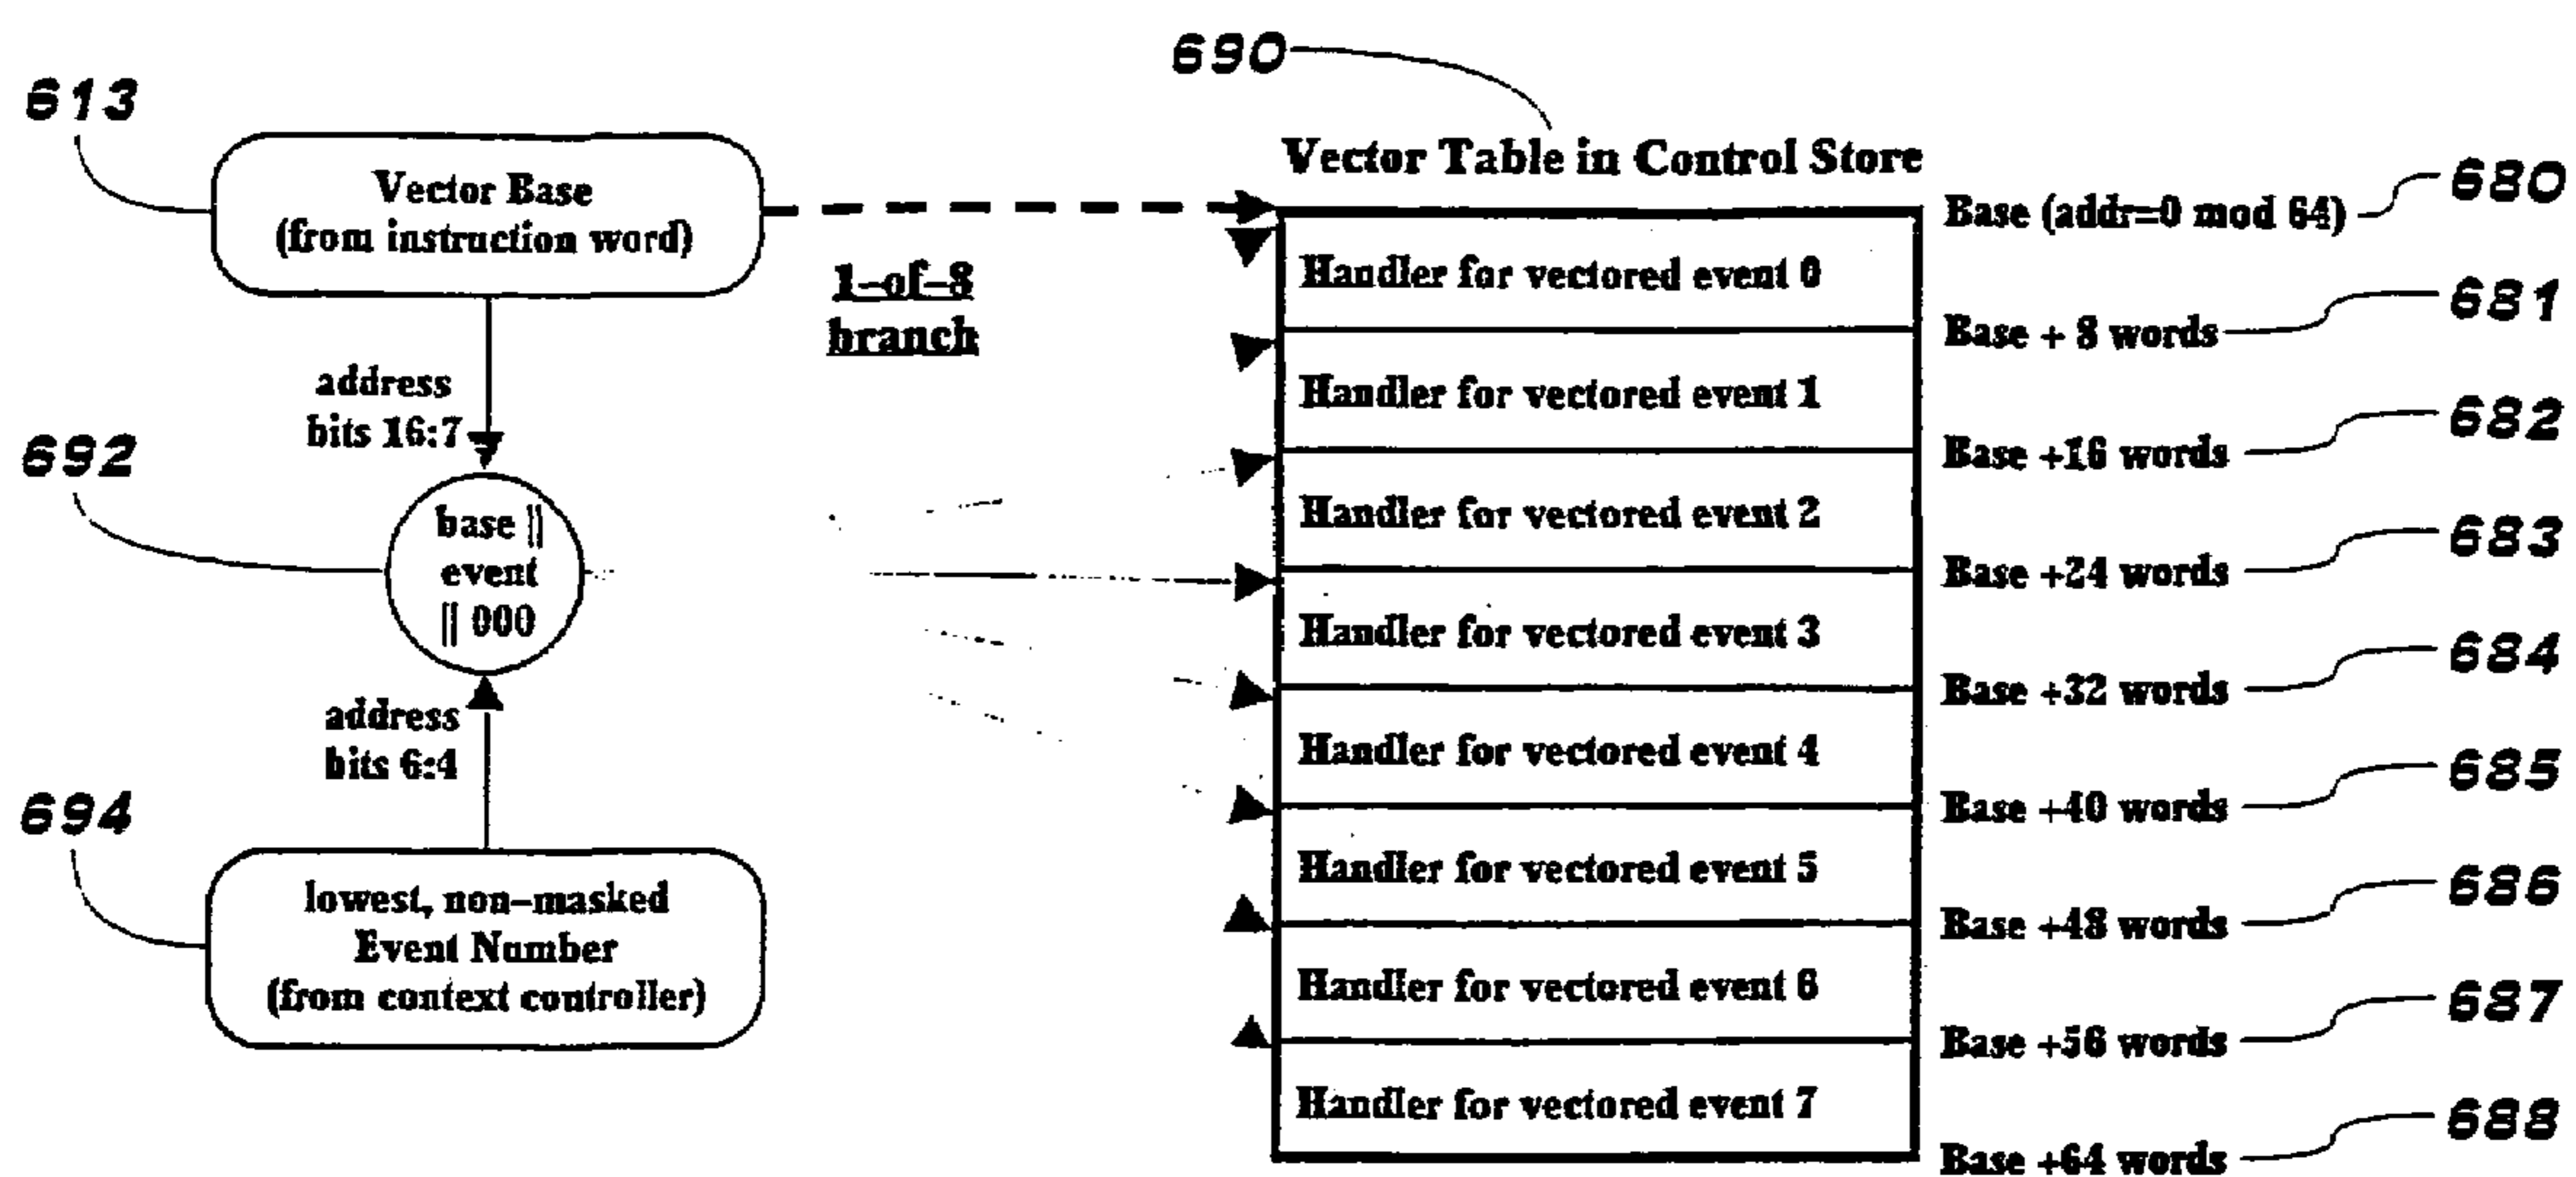 690
613
Vector Table in Control Store
680
Vector Base
(from instruction word)
Base (addr=0 mod 64)
1-of-8
branch
Handler for vectored event 0
681
Base + 8 words
address
bits 16:7
Handler for vectored event 1
682
Base +16 words
692
base ||
event
|| 000
Handler for vectored event 2
683
Base +24 words
Handler for vectored event 3
684
Base +32 words
address
bits 6:4
Handler for vectored event 4
685
Base +40 words
694
lowest, non-masked
Event Number
(from context controller)
Handler for vectored event 5
686
Base +48 words
Handler for vectored event 6
687
Base +56 words
Handler for vectored event 7
688
Base +64 words